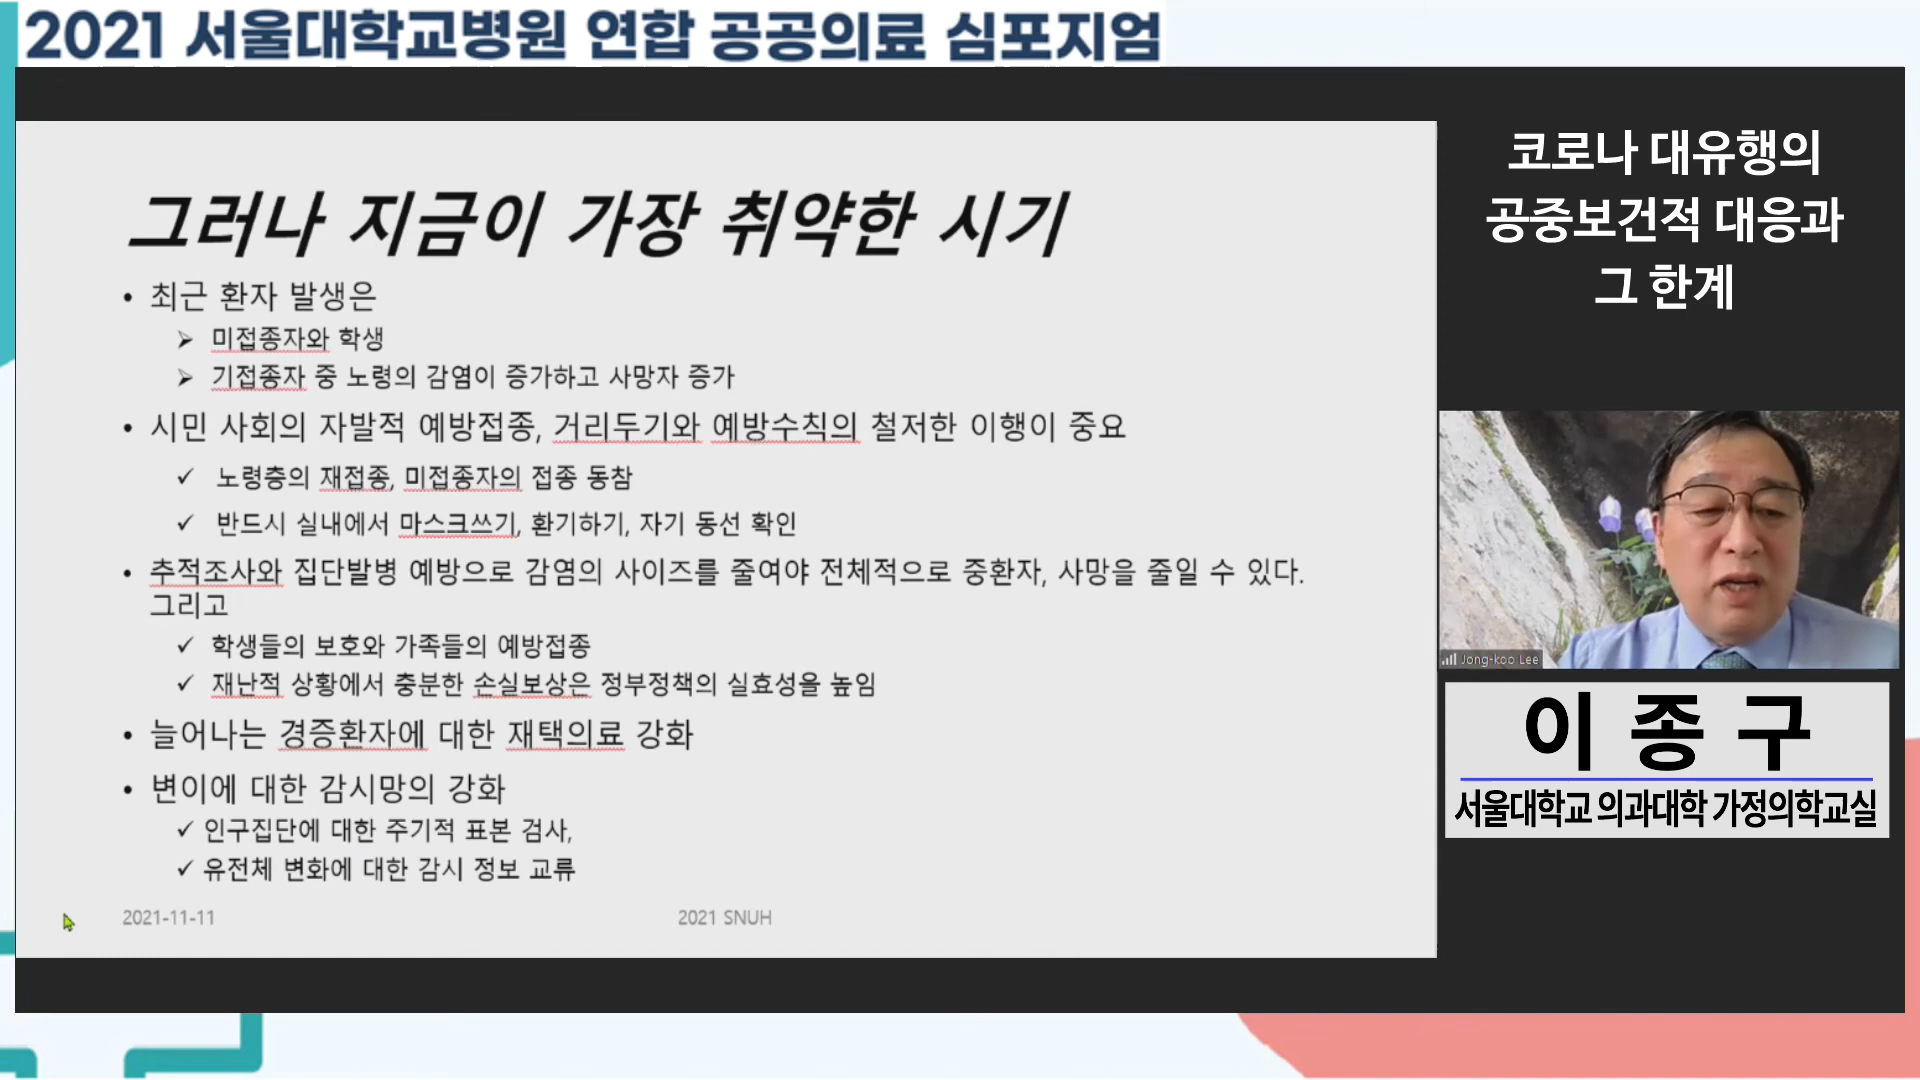 2021 서울대학교병원 연합 공공의료 심포지엄
그러나 지금이 가장 취약한 시기
• 최근 환자 발생은
➢ 미접종자와 학생
➢ 기접종자 중 노령의 감염이 증가하고 사망자 증가
• 시민 사회의 자발적 예방접종, 거리두기와 예방수칙의 철저한 이행이 중요
✓ 노령층의 재접종, 미접종자의 접종 동참
✓ 반드시 실내에서 마스크쓰기, 환기하기, 자기 동선 확인
• 추적조사와 집단발병 예방으로 감염의 사이즈를 줄여야 전체적으로 중환자, 사망을 줄일 수 있다.
그리고
✓ 학생들의 보호와 가족들의 예방접종
✓ 재난적 상황에서 충분한 손실보상은 정부정책의 실효성을 높임
• 늘어나는 경증환자에 대한 재택의료 강화
• 변이에 대한 감시망의 강화
✓ 인구집단에 대한 주기적 표본 검사,
✓ 유전체 변화에 대한 감시 정보 교류
2021-11-11
2021 SNUH
코로나 대유행의
공중보건적 대응과
그 한계
Jong-koo Lee
이 종 구
서울대학교 의과대학 가정의학교실